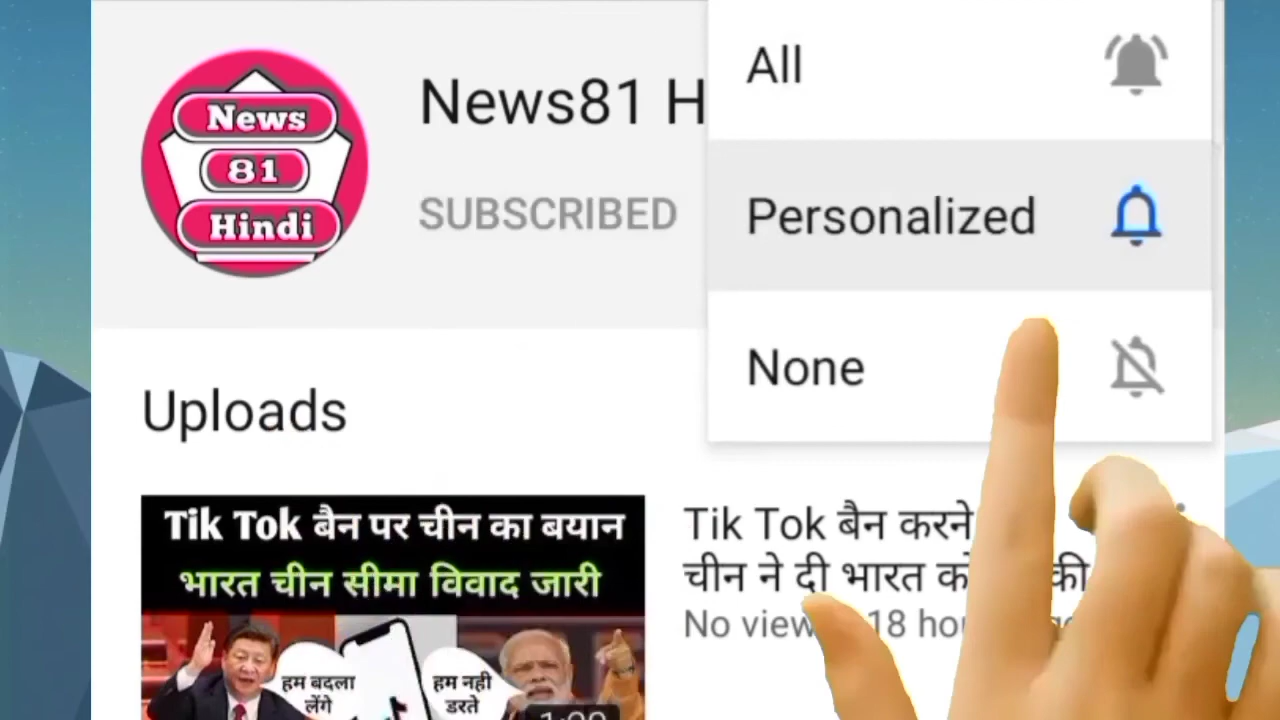 News
81
Hindi
News81 H
SUBSCRIBED
All
Personalized
None
Uploads
Tik Tok बैन पर चीन का बयान
भारत चीन सीमा विवाद जारी
हम बदला
लेंगे
हम नही
डरते
Tik Tok बैन करने
चीन ने दी भारत को की
No view 18 hou